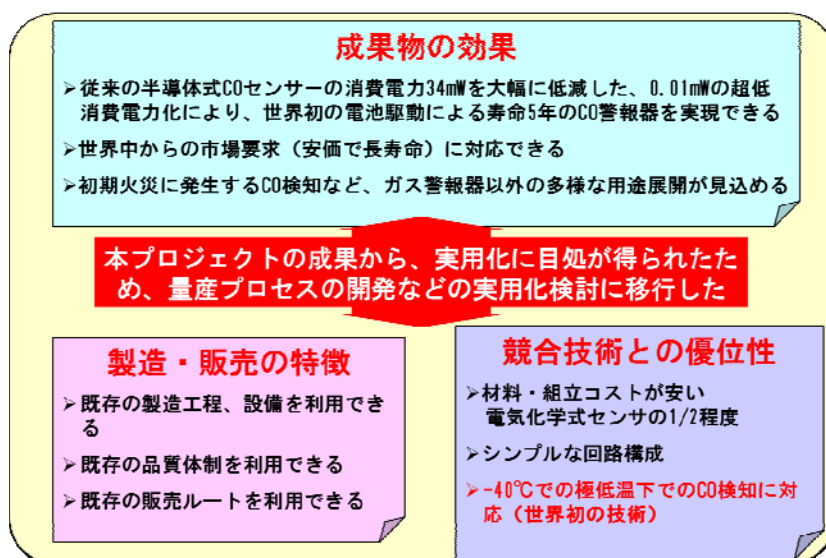 成果物の効果
➢従来の半導体式COセンサーの消費電力34mWを大幅に低減した、0.01mWの超低
消費電力化により、世界初の電池駆動による寿命5年のCO警報器を実現できる
➢世界中からの市場要求（安価で長寿命）に対応できる
➢初期火災に発生するCO検知など、ガス警報器以外の多様な用途展開が見込める
本プロジェクトの成果から、実用化に目処が得られたた
め、量産プロセスの開発などの実用化検討に移行した
製造・販売の特徴
➢既存の製造工程、設備を利用でき
る
➢既存の品質体制を利用できる
➢既存の販売ルートを利用できる
競合技術との優位性
➢材料・組立コストが安い
電気化学式センサの1/2程度
➢シンプルな回路構成
➢-40℃での極低温下でのCO検知に対
応（世界初の技術）